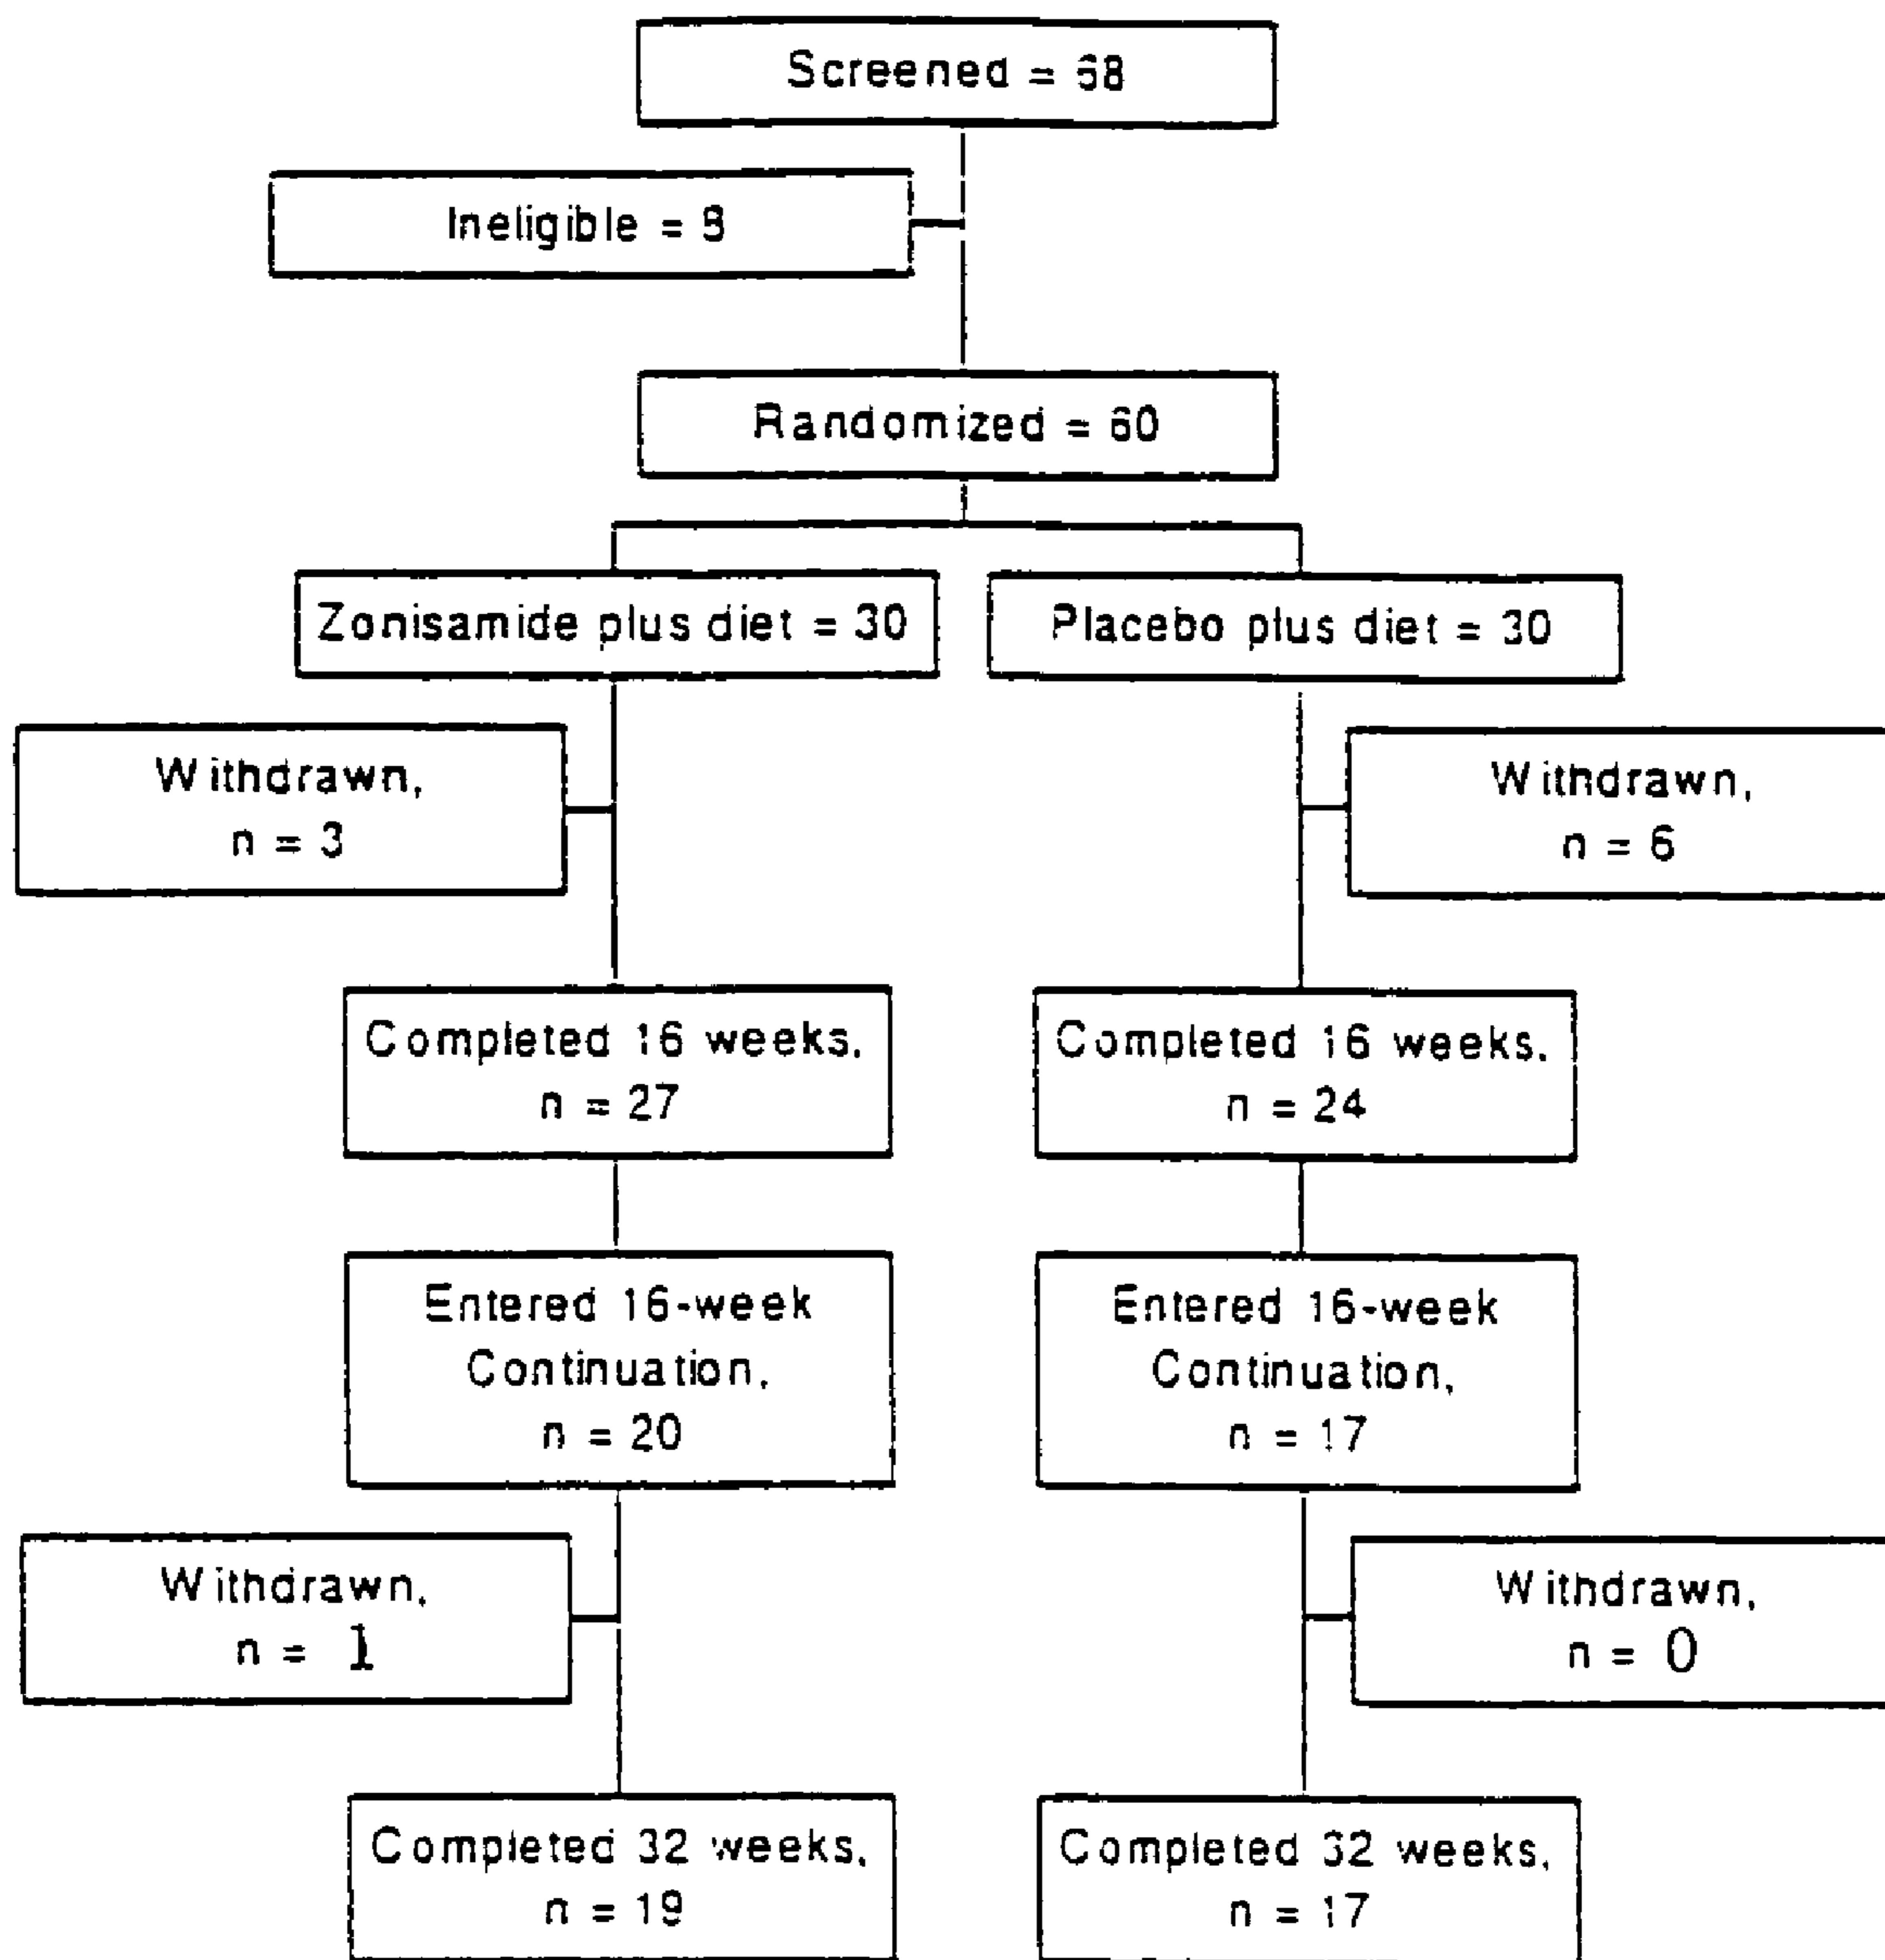 Screened = 68
Ineligible = 8
Randomized = 60
Zonisamide plus diet = 30
Placebo plus diet = 30
Withdrawn,
n = 3
Withdrawn,
n = 6
Completed 16 weeks,
n = 27
Completed 16 weeks,
n = 24
Entered 16-week
Continuation,
n = 20
Entered 16-week
Continuation,
n = 17
Withdrawn,
n = 1
Withdrawn,
n = 0
Completed 32 weeks,
n = 19
Completed 32 weeks,
n = 17